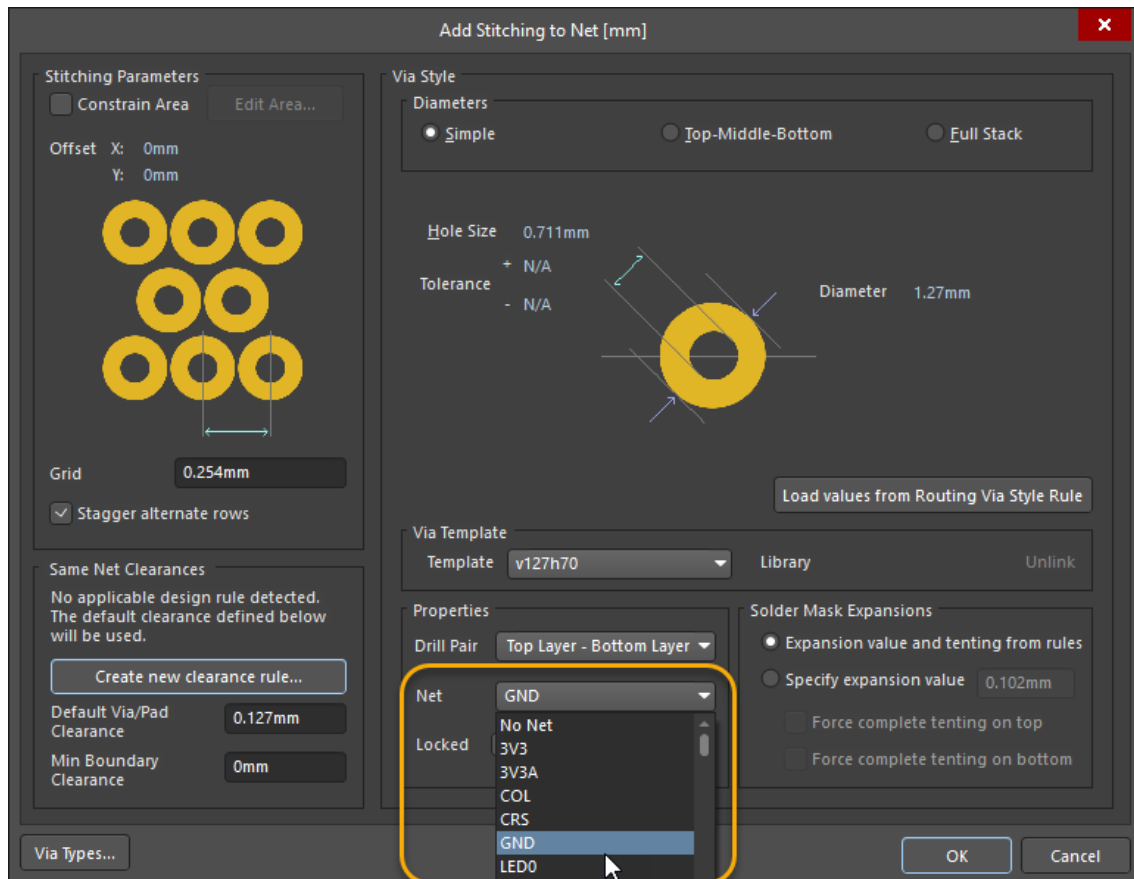 Add Stitching to Net [mm]
Stitching Parameters
Constrain Area
Edit Area...
Offset X: 0mm
Y: 0mm
Grid 0.254mm
Stagger alternate rows
Same Net Clearances
No applicable design rule detected.
The default clearance defined below
will be used.
Create new clearance rule...
Default Via/Pad
Clearance
0.127mm
Min Boundary
Clearance
0mm
Via Style
Diameters
Simple
Top-Middle-Bottom
Full Stack
Hole Size 0.711mm
Tolerance
+ N/A
- N/A
Diameter 1.27mm
Load values from Routing Via Style Rule
Via Template
Template v127h70
Library
Unlink
Properties
Drill Pair Top Layer - Bottom Layer
Net GND
Locked
No Net
3V3
3V3A
COL
CRS
GND
LED0
Solder Mask Expansions
Expansion value and tenting from rules
Specify expansion value 0.102mm
Force complete tenting on top
Force complete tenting on bottom
Via Types...
OK
Cancel